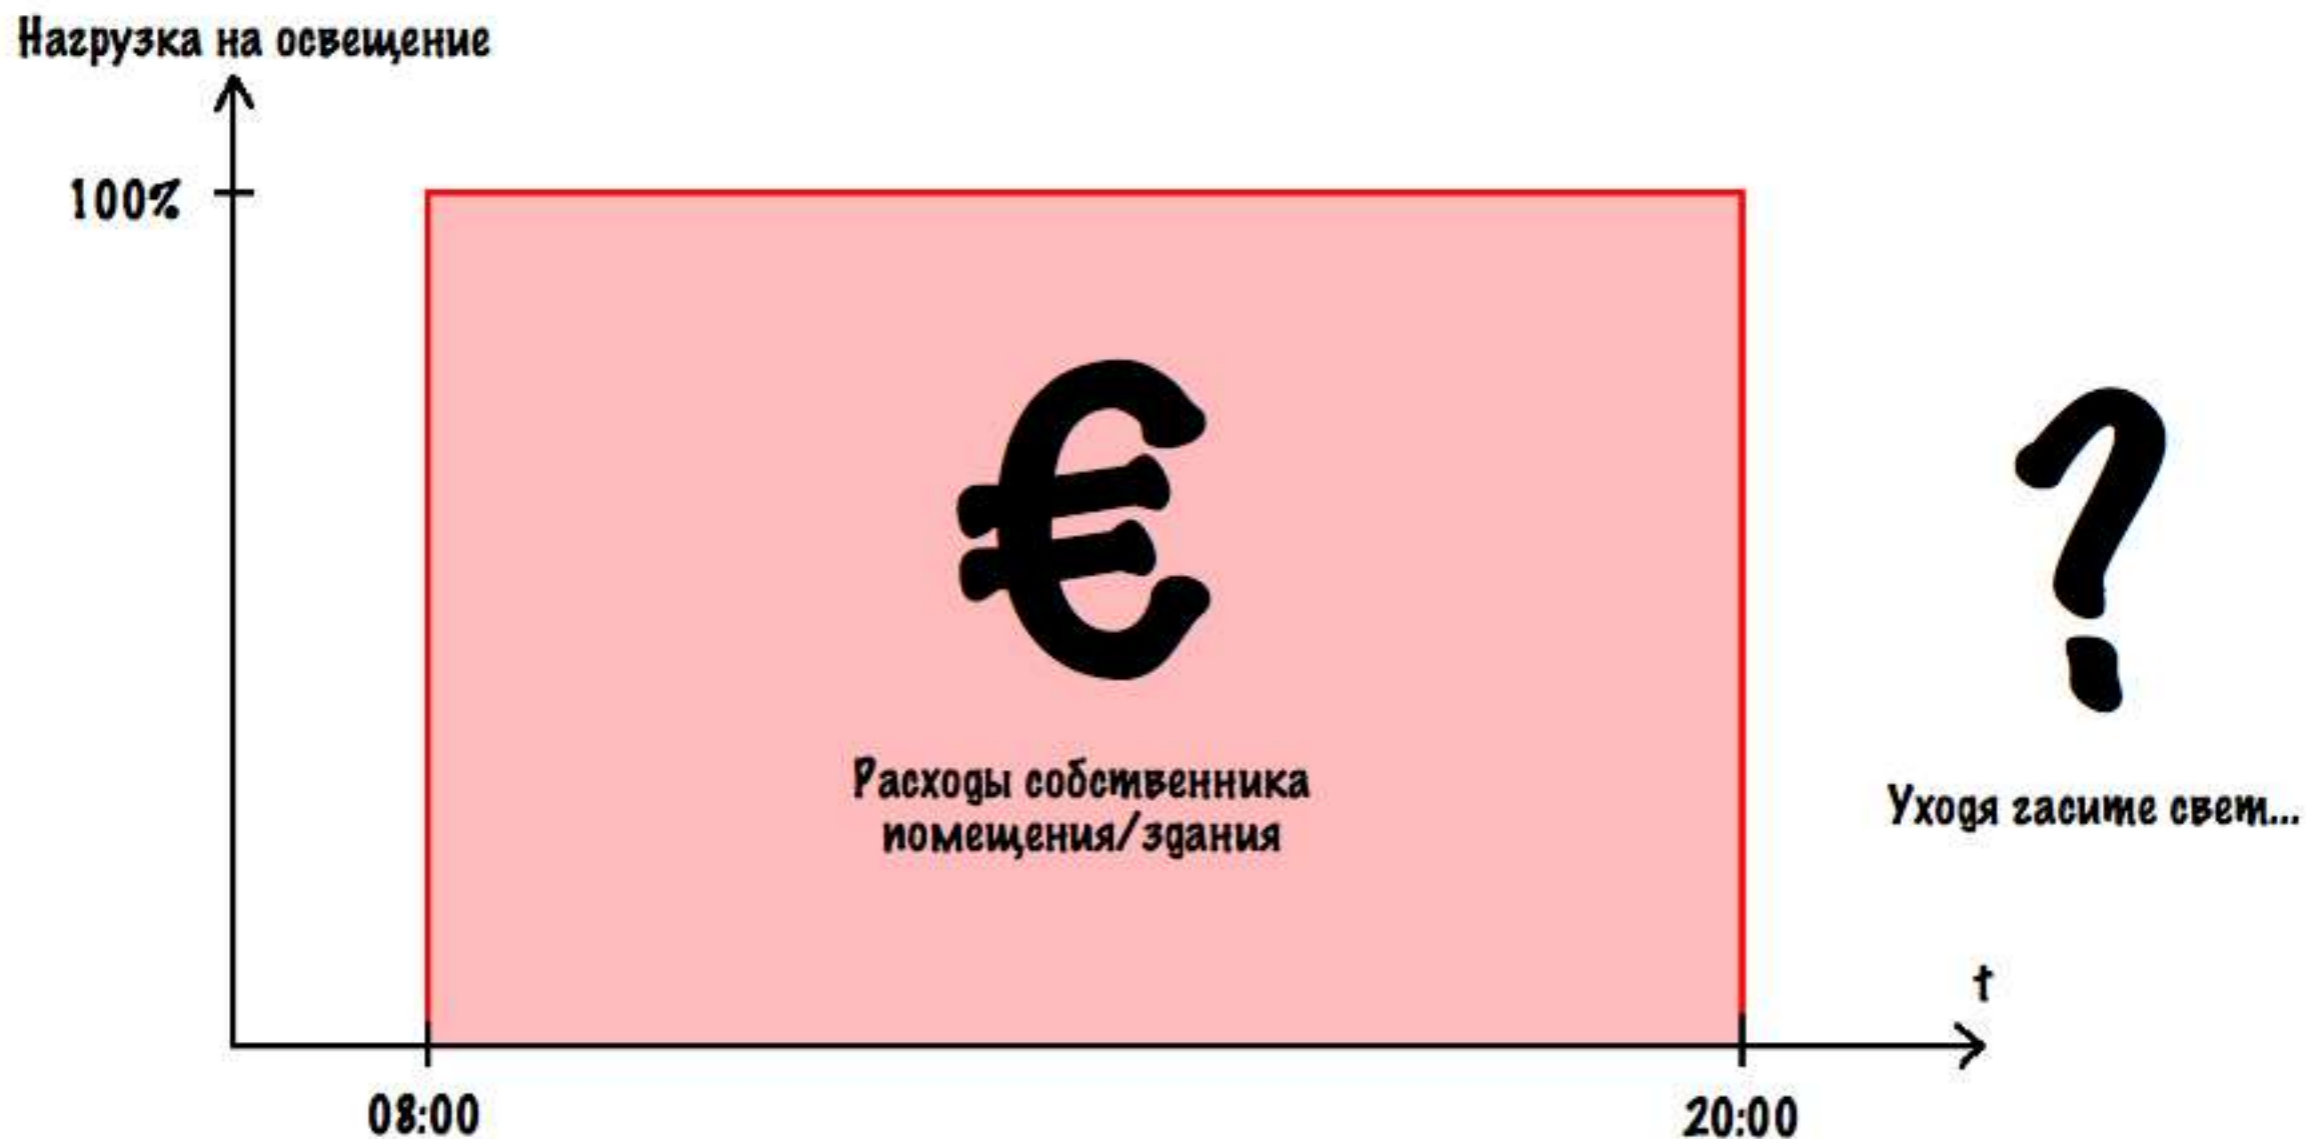 Нагрузка на освещение
100%
€
?
Расходы собственника
помещения/здания
Уходя гасите свет...
t
08:00
20:00